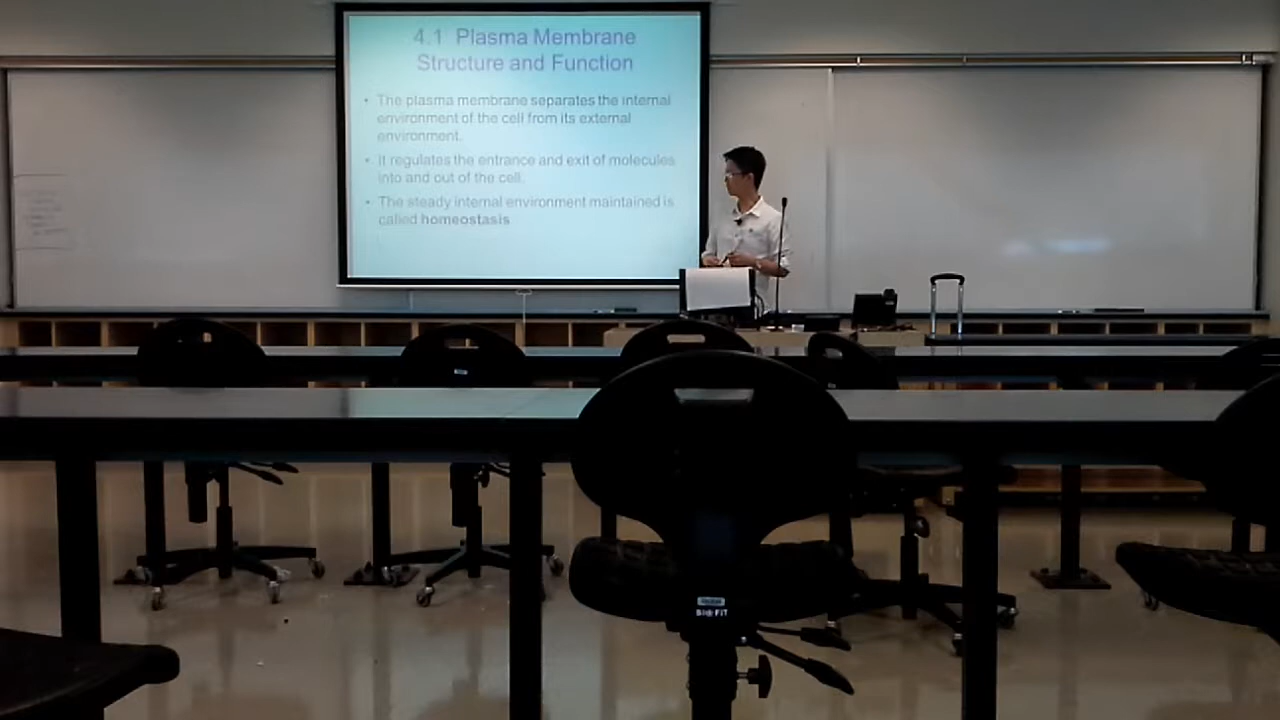 4.1 Plasma Membrane
Structure and Function
• The plasma membrane separates the internal
environment of the cell from its external
environment.
• It regulates the entrance and exit of molecules
into and out of the cell.
• The steady internal environment maintained is
called homeostasis
BIO FIT